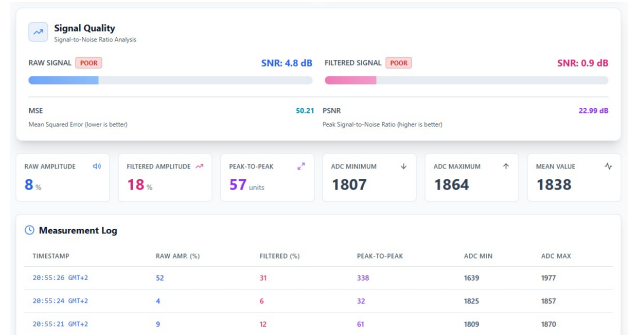 Signal Quality
Signal-to-Noise Ratio Analysis
RAW SIGNAL POOR SNR: 4.8 dB FILTERED SIGNAL POOR SNR: 0.9 dB
MSE 50.21 PSNR 22.99 dB
Mean Squared Error (lower is better) Peak Signal-to-Noise Ratio (higher is better)
RAW AMPLITUDE FILTERED AMPLITUDE PEAK-TO-PEAK ADC MINIMUM ADC MAXIMUM MEAN VALUE
8 % 18 % 57 units 1807 1864 1838
Measurement Log
TIMESTAMP RAW AMP. (%) FILTERED (%) PEAK-TO-PEAK ADC MIN ADC MAX
20:55:26 GMT+2 52 31 338 1639 1977
20:55:24 GMT+2 4 6 32 1825 1857
20:55:21 GMT+2 9 12 61 1809 1870